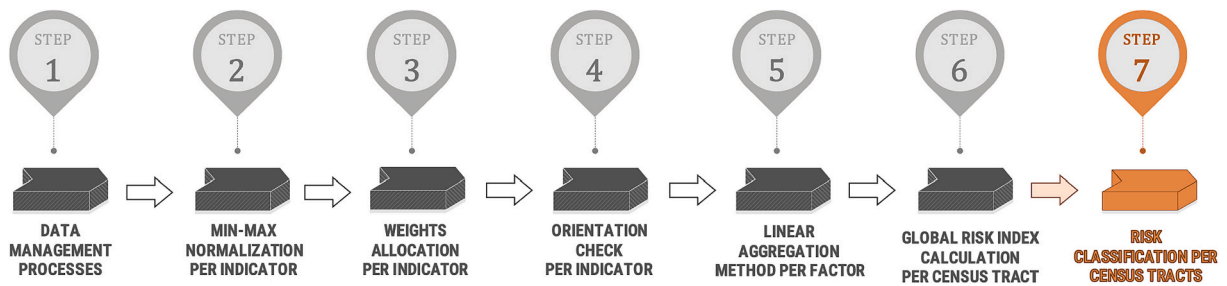 STEP
1
STEP
2
STEP
3
STEP
4
STEP
5
STEP
6
STEP
7
DATA
MANAGEMENT
PROCESSES
MIN-MAX
NORMALIZATION
PER INDICATOR
WEIGHTS
ALLOCATION
PER INDICATOR
ORIENTATION
CHECK
PER INDICATOR
LINEAR
AGGREGATION
METHOD PER FACTOR
GLOBAL RISK INDEX
CALCULATION
PER CENSUS TRACT
RISK
CLASSIFICATION PER
CENSUS TRACTS